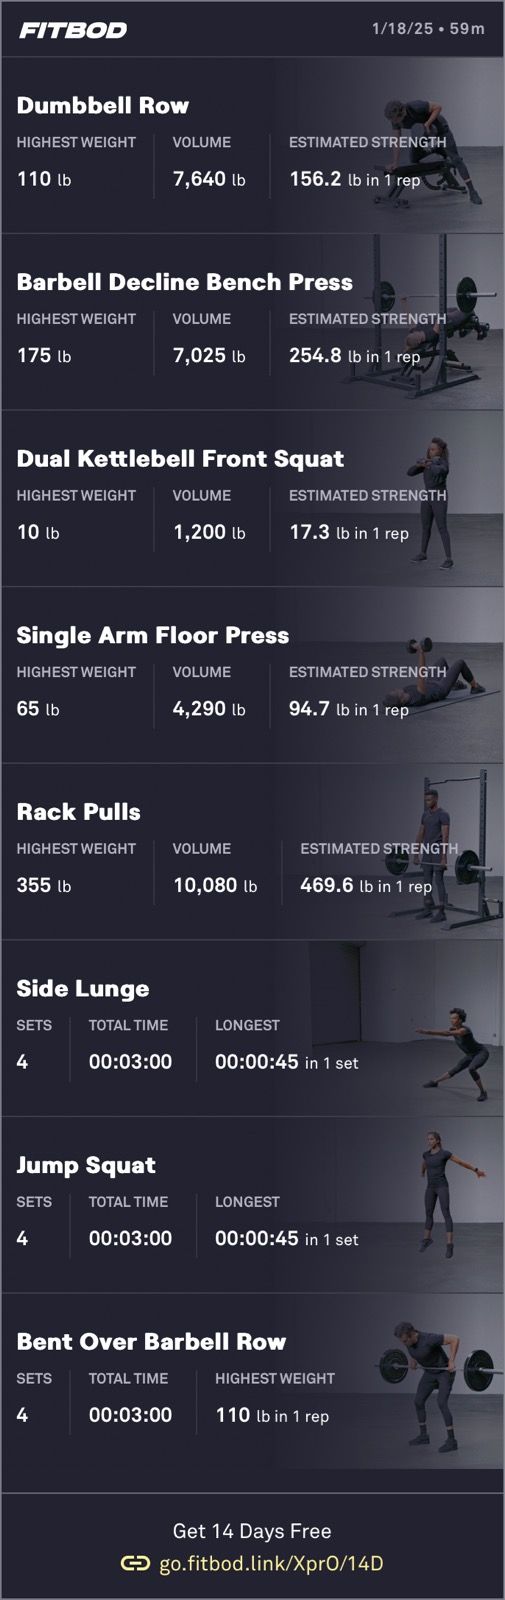 FITBOD 1/18/25 • 59m
Dumbbell Row
HIGHEST WEIGHT VOLUME ESTIMATED STRENGTH
110 lb 7,640 lb 156.2 lb in 1 rep
Barbell Decline Bench Press
HIGHEST WEIGHT VOLUME ESTIMATED STRENGTH
175 lb 7,025 lb 254.8 lb in 1 rep
Dual Kettlebell Front Squat
HIGHEST WEIGHT VOLUME ESTIMATED STRENGTH
10 lb 1,200 lb 17.3 lb in 1 rep
Single Arm Floor Press
HIGHEST WEIGHT VOLUME ESTIMATED STRENGTH
65 lb 4,290 lb 94.7 lb in 1 rep
Rack Pulls
HIGHEST WEIGHT VOLUME ESTIMATED STRENGTH
355 lb 10,080 lb 469.6 lb in 1 rep
Side Lunge
SETS TOTAL TIME LONGEST
4 00:03:00 00:00:45 in 1 set
Jump Squat
SETS TOTAL TIME LONGEST
4 00:03:00 00:00:45 in 1 set
Bent Over Barbell Row
SETS TOTAL TIME HIGHEST WEIGHT
4 00:03:00 110 lb in 1 rep
Get 14 Days Free
go.fitbod.link/XprO/14D